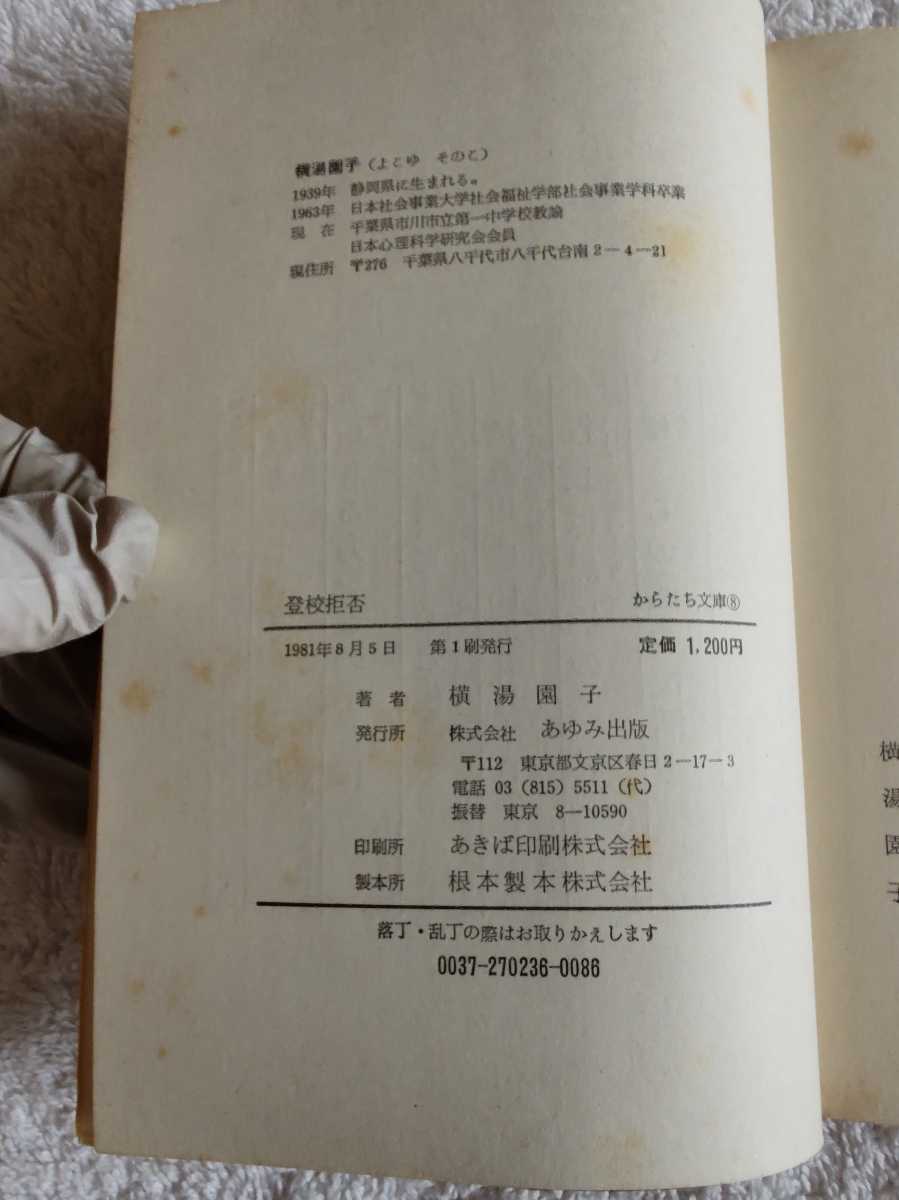 横湯園子(よこゆ そのこ)
1939年 静岡県に生まれる。
1963年 日本社会事業大学社会福祉学部社会事業学科卒業
現 在 千葉県市川市立第一中学校教諭
日本心理科学研究会会員
現住所 〒276 千葉県八千代市八千代台南2-4-21
登校拒否 からたち文庫⑧
1981年8月5日 第1刷発行 定価 1,200円
著 者 横湯園子
発行所 株式会社 あゆみ出版
〒112 東京都文京区春日2-17-3
電話 03 (815) 5511 (代)
振替 東京 8-10590
印刷所 あきば印刷株式会社
製本所 根本製本株式会社
落丁・乱丁の際はお取りかえします
0037-270236-0086
横湯園子